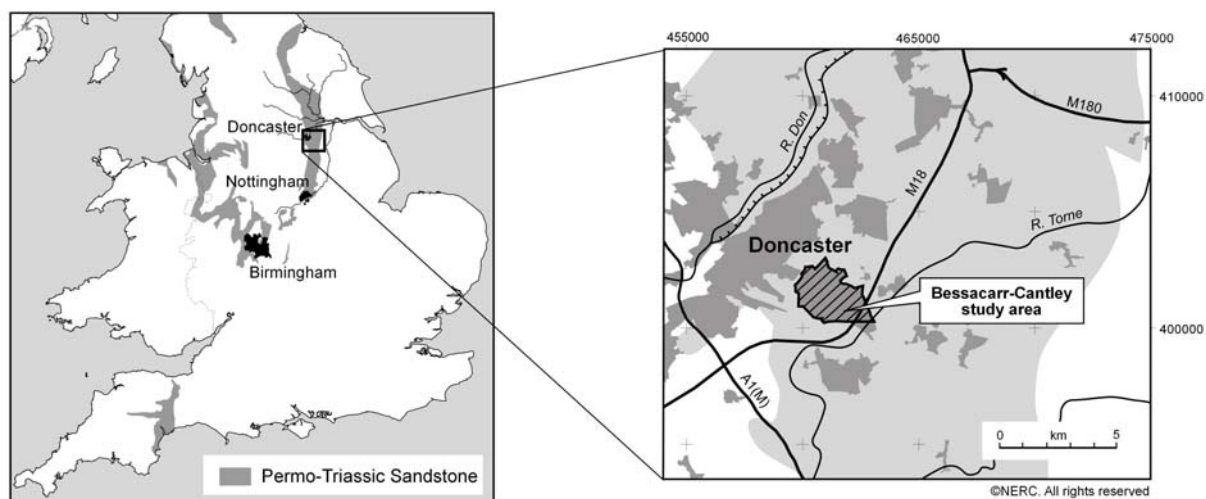 Doncaster
Nottingham
Birmingham
Permo-Triassic Sandstone
455000
465000
475000
410000
400000
R. Don
M180
M18
R. Torne
Doncaster
Bessacarr-Cantley
study area
A1(M)
0 km 5
©NERC. All rights reserved